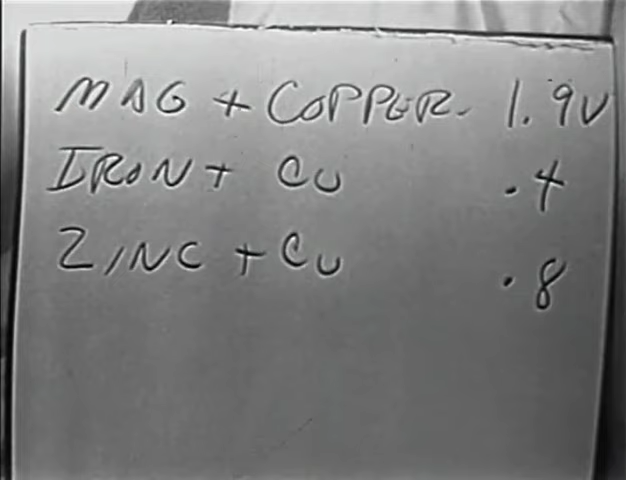 MAG + COPPER- 1.9V
IRON + CU .4
ZINC + CU .8